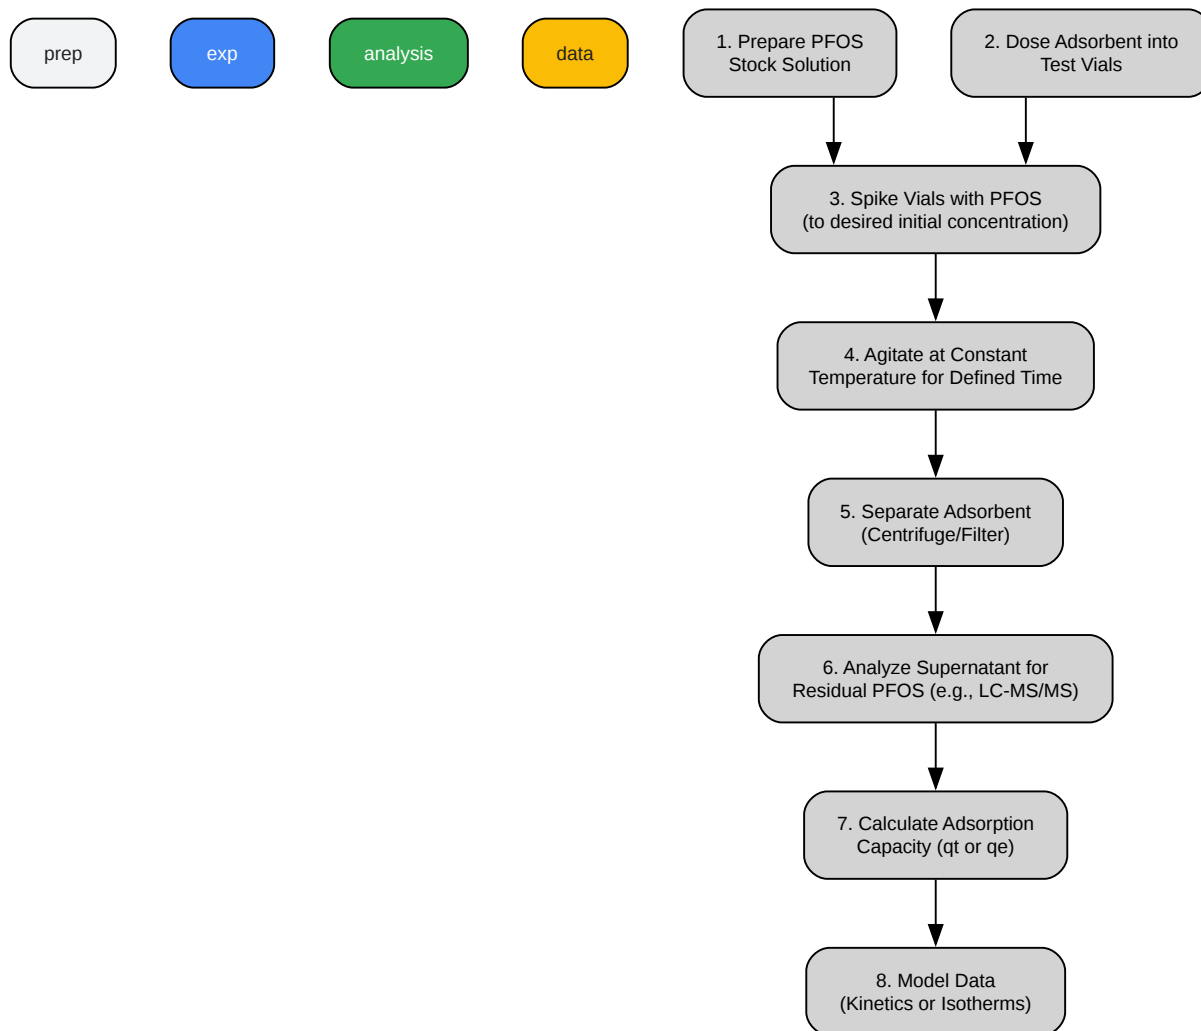 prep
exp
analysis
data
1. Prepare PFOS
Stock Solution
2. Dose Adsorbent into
Test Vials
3. Spike Vials with PFOS
(to desired initial concentration)
4. Agitate at Constant
Temperature for Defined Time
5. Separate Adsorbent
(Centrifuge/Filter)
6. Analyze Supernatant for
Residual PFOS (e.g., LC-MS/MS)
7. Calculate Adsorption
Capacity (qt or qe)
8. Model Data
(Kinetics or Isotherms)